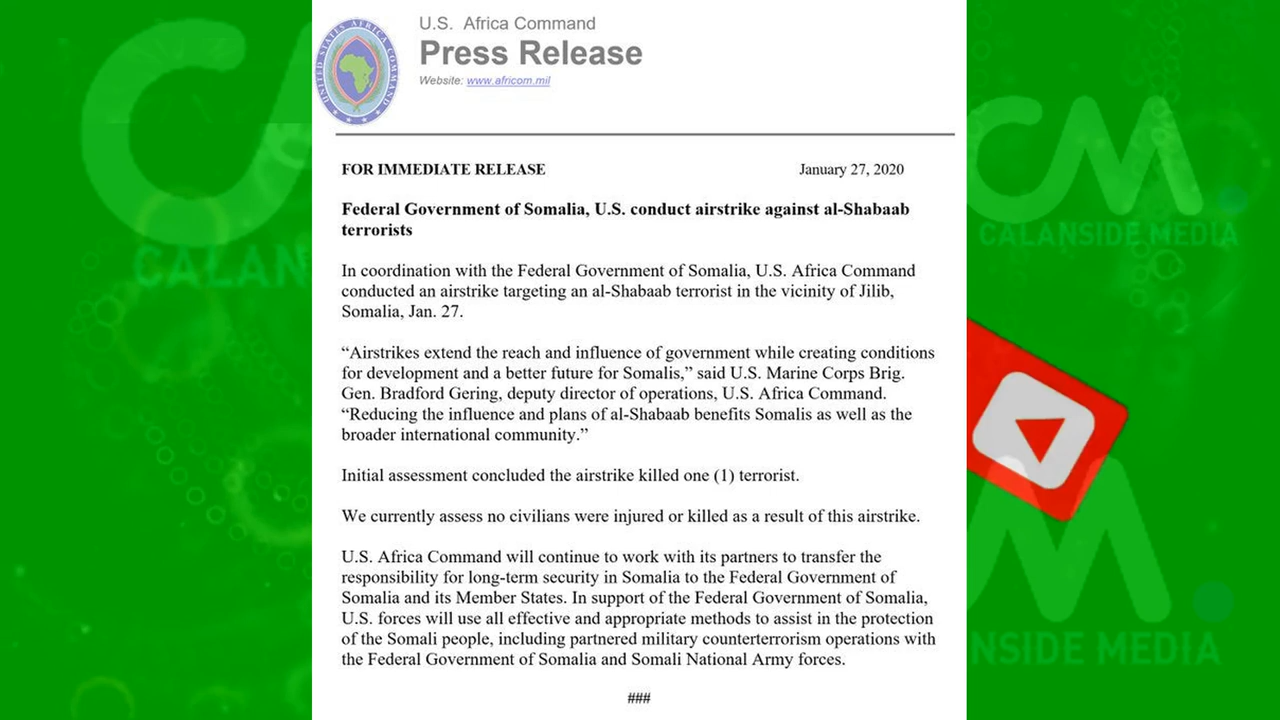 U.S. Africa Command
Press Release
Website: www.africom.mil
UNITED STATES AFRICA COMMAND
FOR IMMEDIATE RELEASE January 27, 2020
Federal Government of Somalia, U.S. conduct airstrike against al-Shabaab
terrorists
In coordination with the Federal Government of Somalia, U.S. Africa Command
conducted an airstrike targeting an al-Shabaab terrorist in the vicinity of Jilib,
Somalia, Jan. 27.
“Airstrikes extend the reach and influence of government while creating conditions
for development and a better future for Somalis,” said U.S. Marine Corps Brig.
Gen. Bradford Gering, deputy director of operations, U.S. Africa Command.
“Reducing the influence and plans of al-Shabaab benefits Somalis as well as the
broader international community.”
Initial assessment concluded the airstrike killed one (1) terrorist.
We currently assess no civilians were injured or killed as a result of this airstrike.
U.S. Africa Command will continue to work with its partners to transfer the
responsibility for long-term security in Somalia to the Federal Government of
Somalia and its Member States. In support of the Federal Government of Somalia,
U.S. forces will use all effective and appropriate methods to assist in the protection
of the Somali people, including partnered military counterterrorism operations with
the Federal Government of Somalia and Somali National Army forces.
###
CALAN
CM
CALANSIDE MEDIA
NSIDE MEDIA